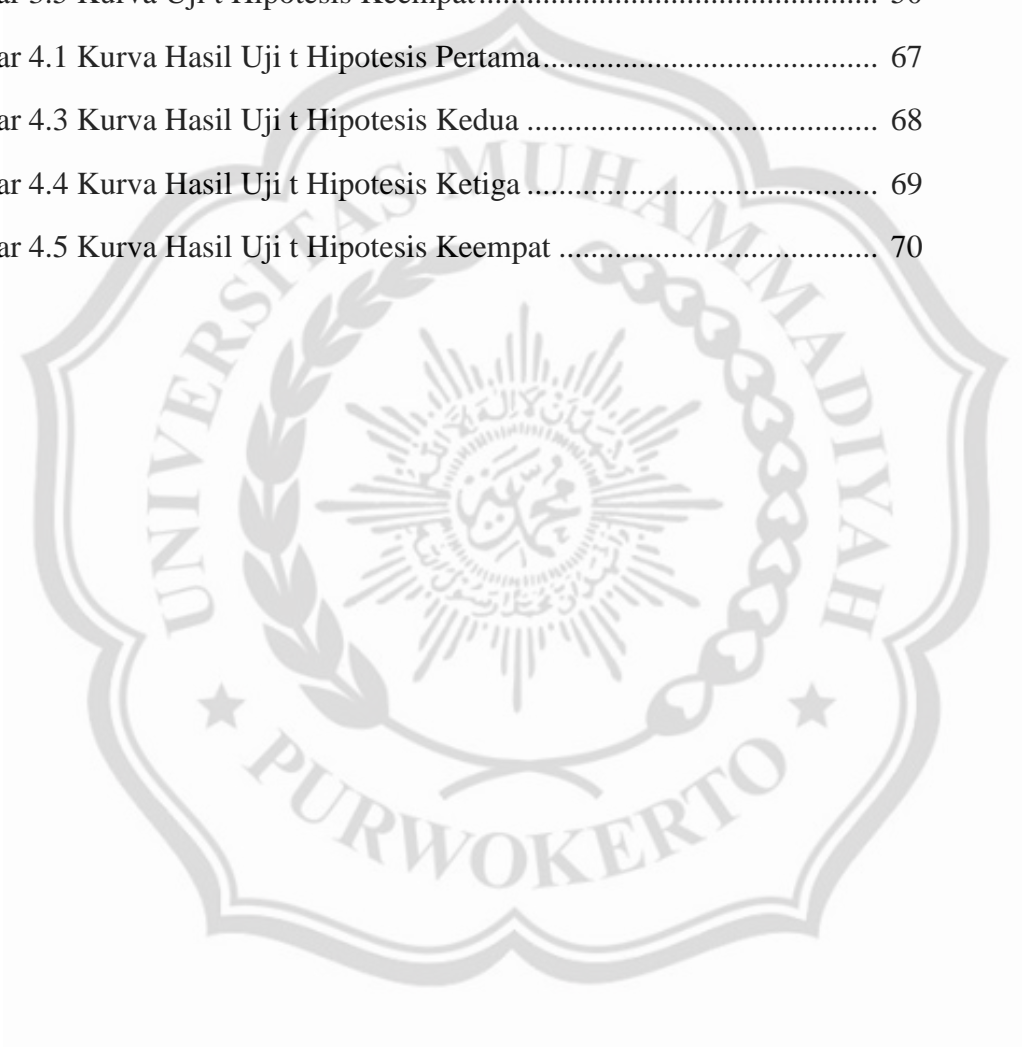 ar 3.5 Kurva Uji t Hipotesis Keempat............................................... 56
ar 4.1 Kurva Hasil Uji t Hipotesis Pertama........................................ 67
ar 4.3 Kurva Hasil Uji t Hipotesis Kedua .......................................... 68
ar 4.4 Kurva Hasil Uji t Hipotesis Ketiga .......................................... 69
ar 4.5 Kurva Hasil Uji t Hipotesis Keempat ...................................... 70
UNIVERSITAS MUHAMMADIYAH
PURWOKERTO